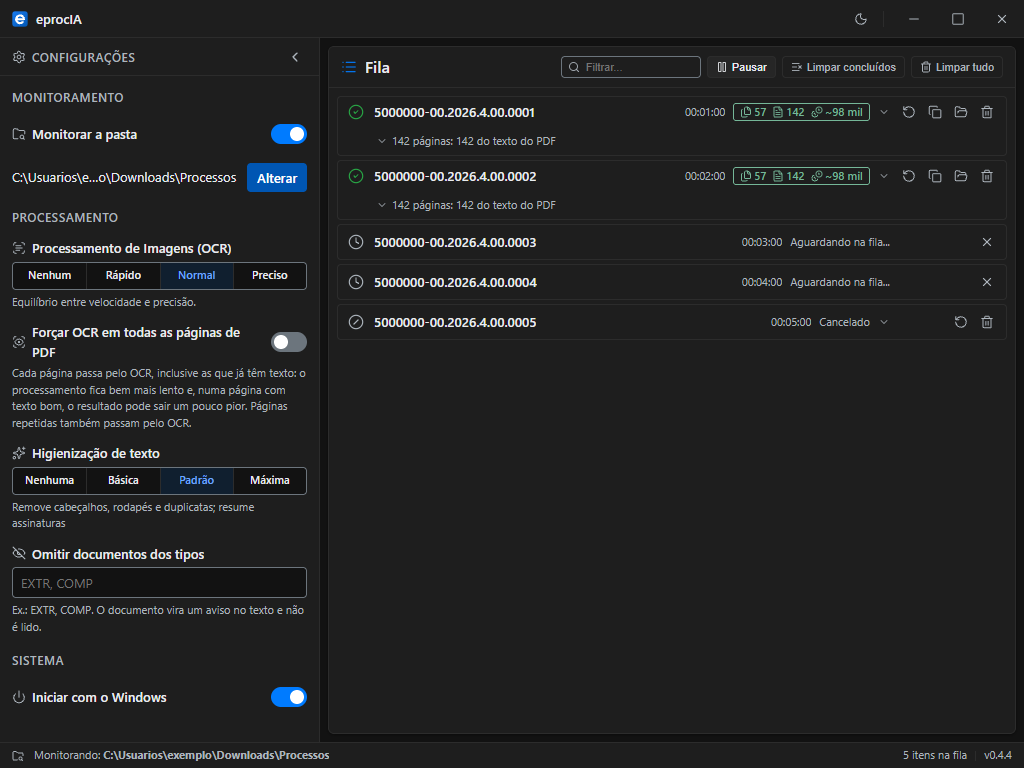 eprocIA
CONFIGURAÇÕES
MONITORAMENTO
Monitorar a pasta
C:\Usuarios\e...o\Downloads\Processos
Alterar
PROCESSAMENTO
Processamento de Imagens (OCR)
Nenhum Rápido Normal Preciso
Equilíbrio entre velocidade e precisão.
Forçar OCR em todas as páginas de
PDF
Cada página passa pelo OCR, inclusive as que já têm texto: o
processamento fica bem mais lento e, numa página com
texto bom, o resultado pode sair um pouco pior. Páginas
repetidas também passam pelo OCR.
Higienização de texto
Nenhuma Básica Padrão Máxima
Remove cabeçalhos, rodapés e duplicatas; resume
assinaturas
Omitir documentos dos tipos
EXTR, COMP
Ex.: EXTR, COMP. O documento vira um aviso no texto e não
é lido.
SISTEMA
Iniciar com o Windows
Fila
Filtrar...
Pausar
Limpar concluídos
Limpar tudo
5000000-00.2026.4.00.0001 00:01:00 57 142 ~98 mil
142 páginas: 142 do texto do PDF
5000000-00.2026.4.00.0002 00:02:00 57 142 ~98 mil
142 páginas: 142 do texto do PDF
5000000-00.2026.4.00.0003 00:03:00 Aguardando na fila...
5000000-00.2026.4.00.0004 00:04:00 Aguardando na fila...
5000000-00.2026.4.00.0005 00:05:00 Cancelado
Monitorando: C:\Usuarios\exemplo\Downloads\Processos
5 itens na fila v0.4.4